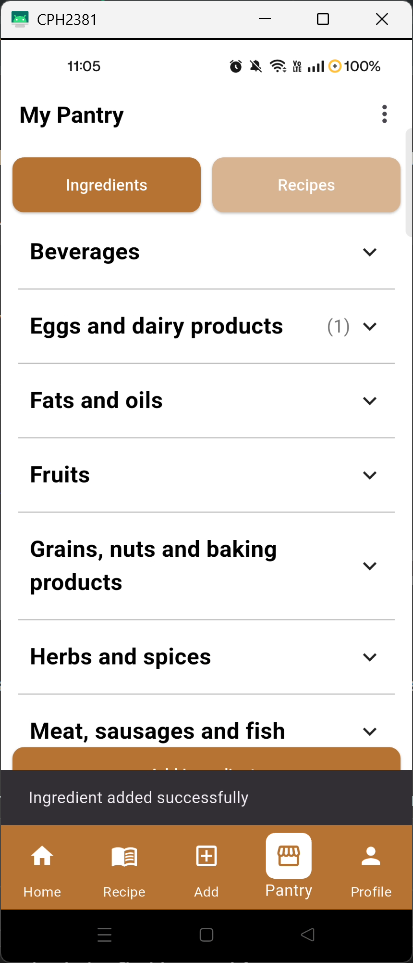 CPH2381
11:05
100%
My Pantry
Ingredients
Recipes
Beverages
Eggs and dairy products (1)
Fats and oils
Fruits
Grains, nuts and baking
products
Herbs and spices
Meat, sausages and fish
Ingredient added successfully
Home
Recipe
Add
Pantry
Profile